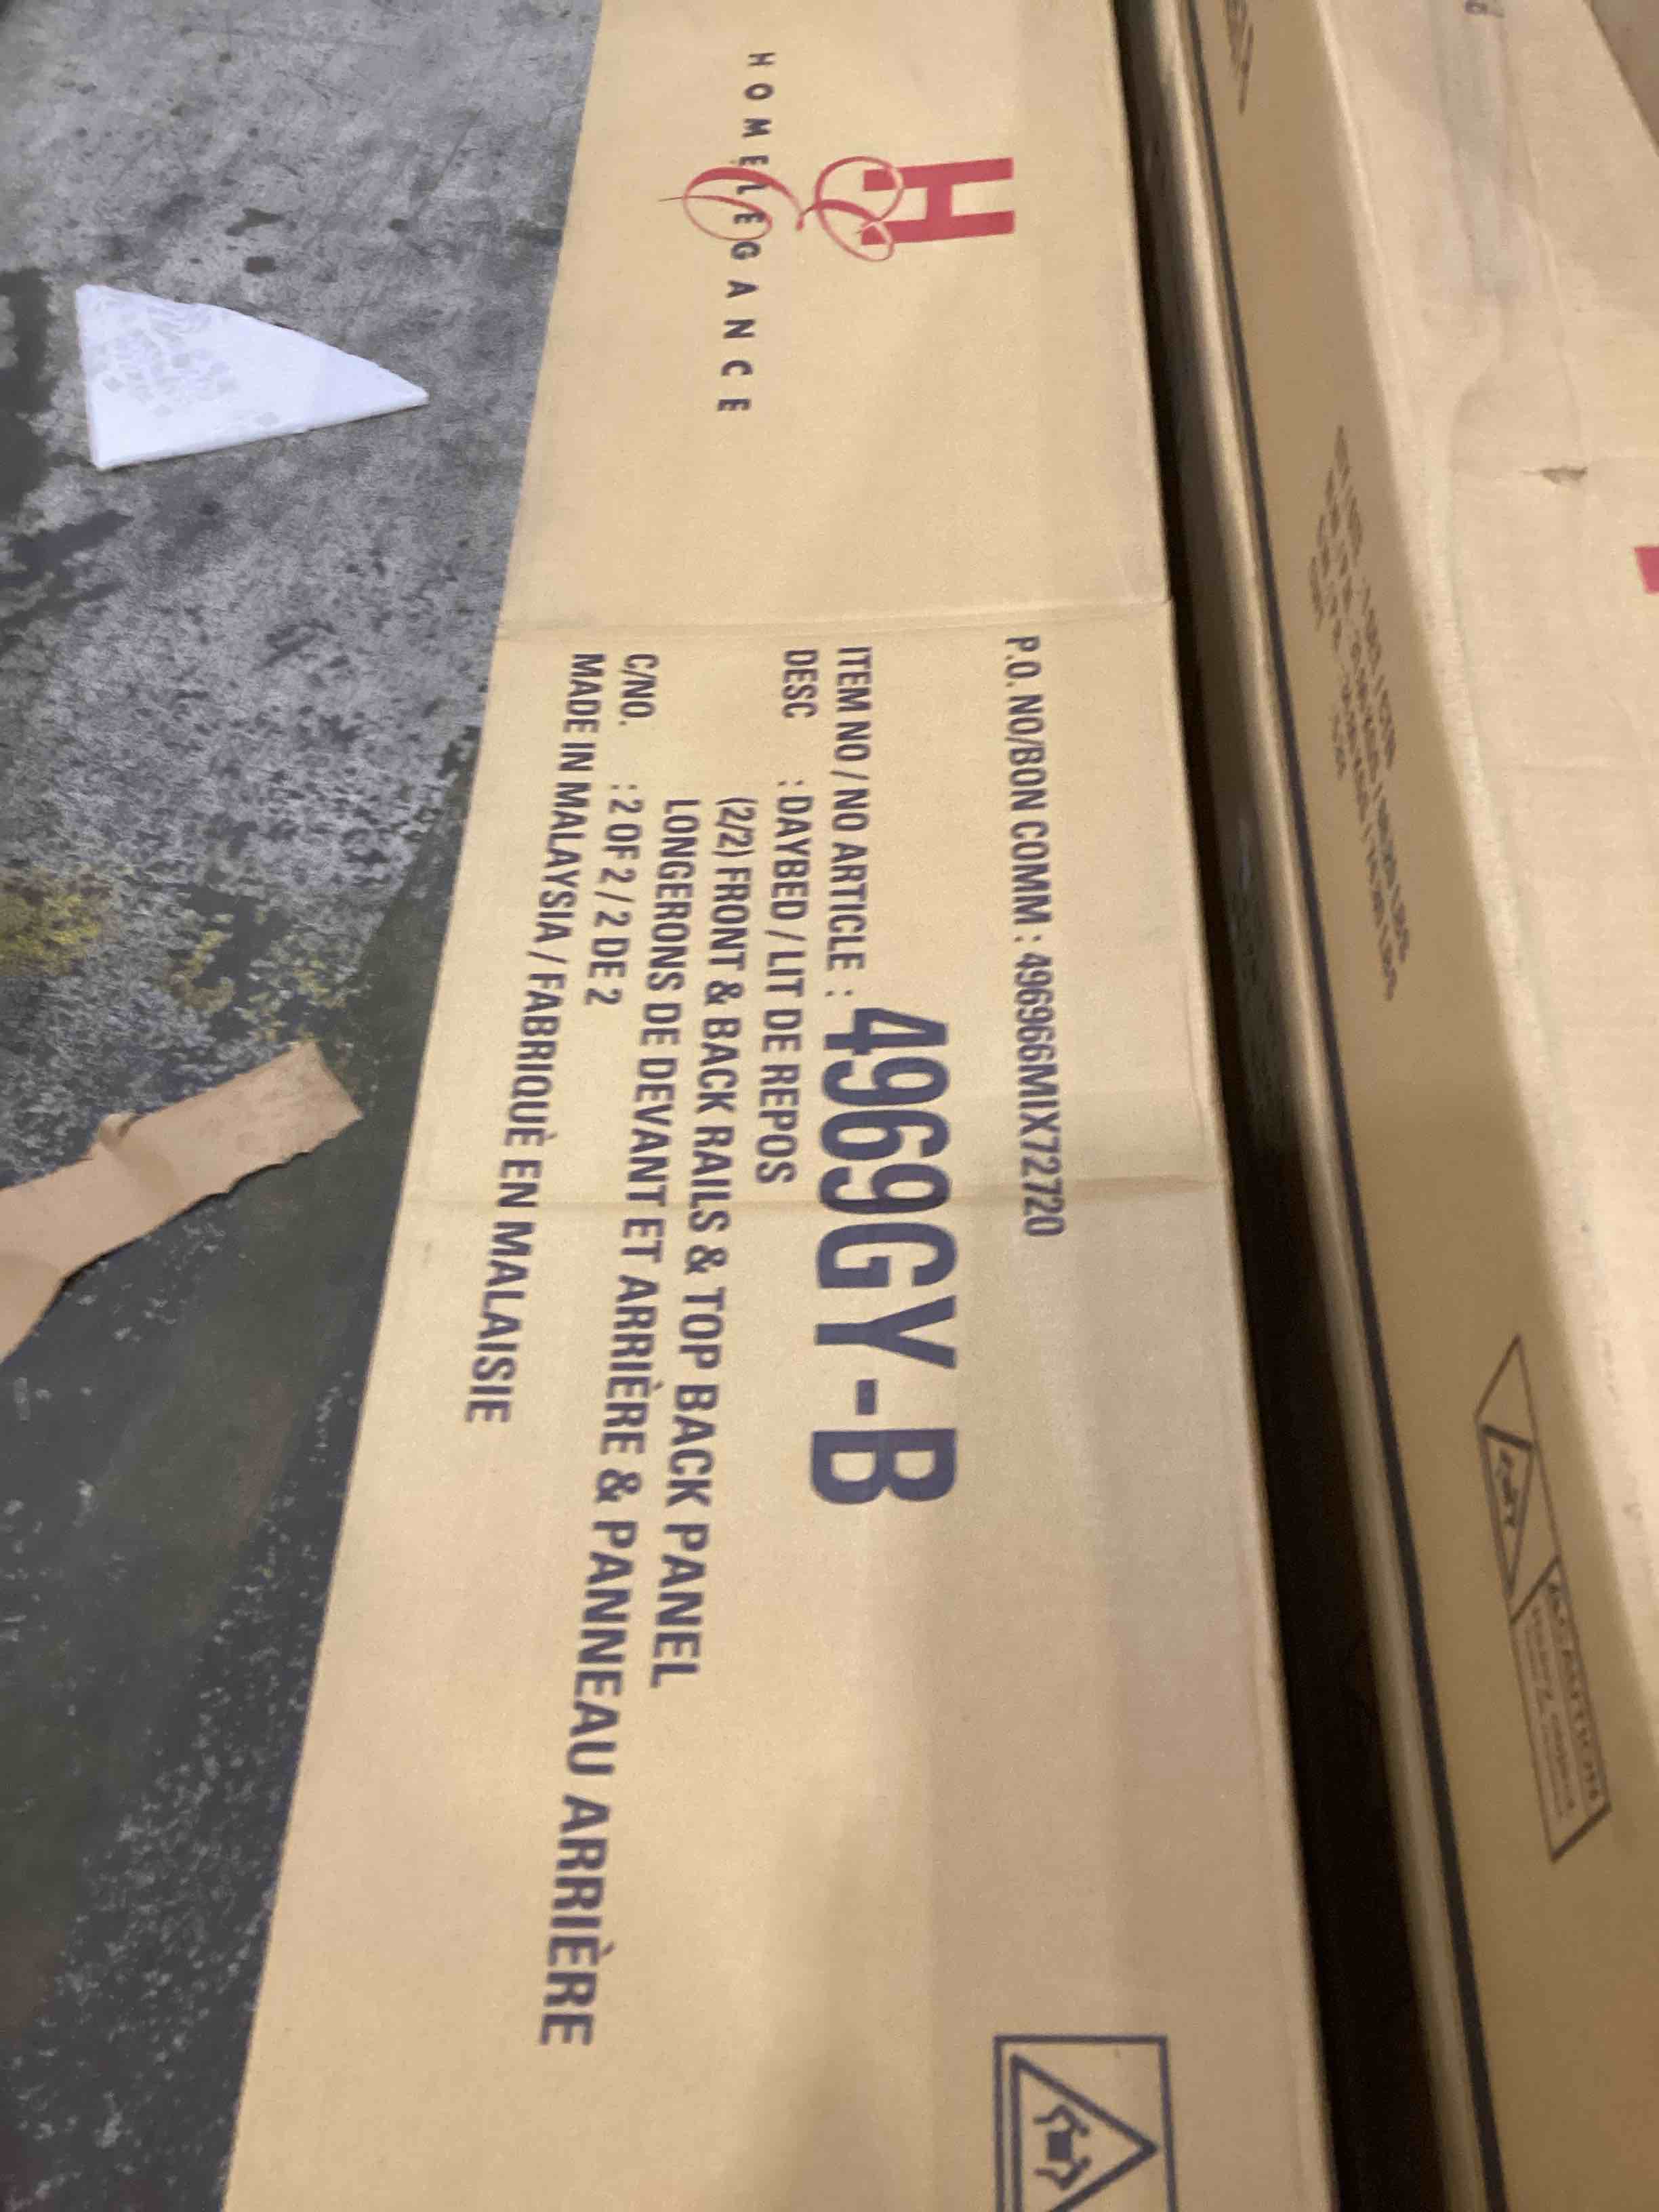 H
HOMELEGANCE
P.O. NO/BON COMM : 496966MIX72720
ITEM NO / NO ARTICLE : 4969GY-B
DESC : DAYBED / LIT DE REPOS
(2/2) FRONT & BACK RAILS & TOP BACK PANEL
LONGERONS DE DEVANT ET ARRIÈRE & PANNEAU ARRIÈRE
C/NO. : 2 OF 2 / 2 DE 2
MADE IN MALAYSIA / FABRIQUÈ EN MALAISIE